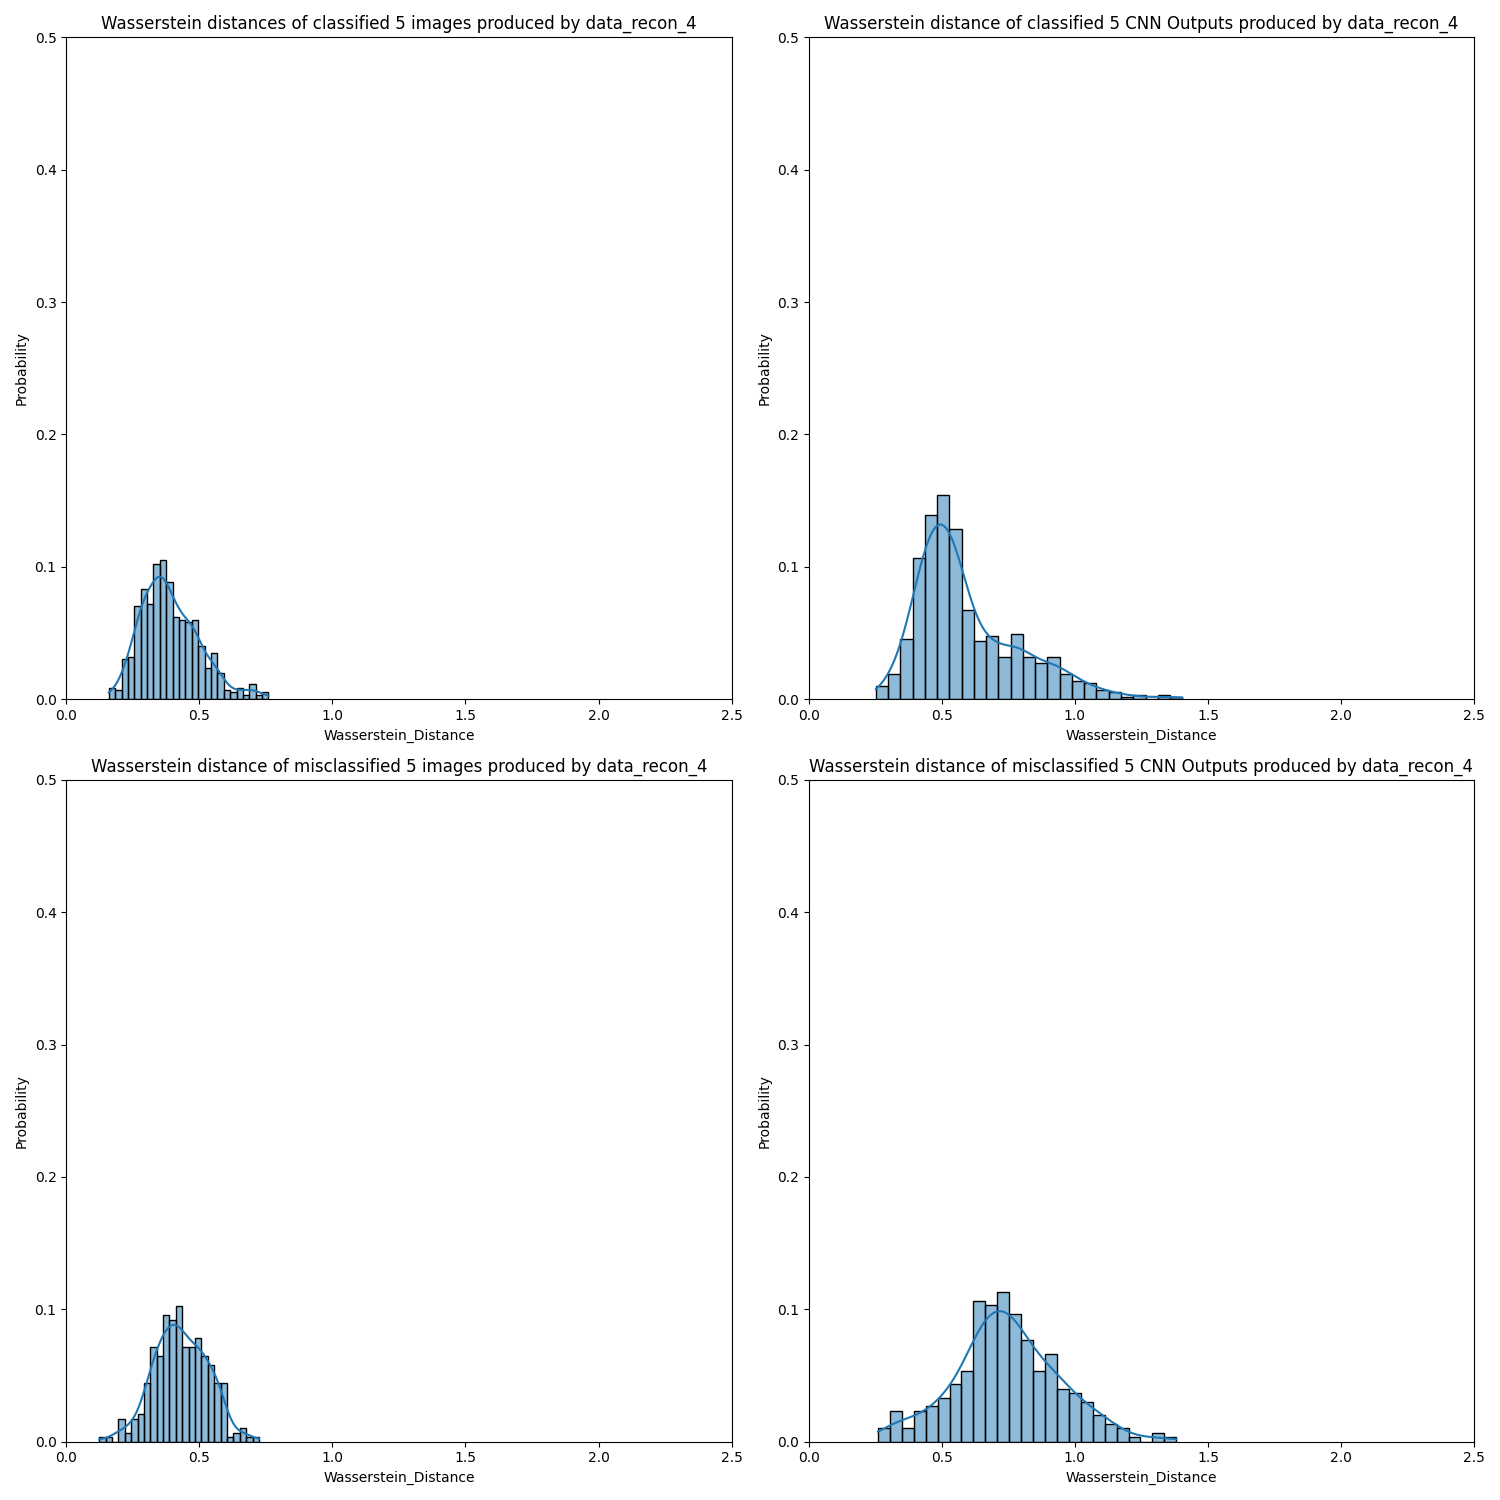 Wasserstein distances of classified 5 images produced by data_recon_4
0.5
0.4
0.3
0.2
0.1
0.0
Probability
0.0 0.5 1.0 1.5 2.0 2.5
Wasserstein_Distance
Wasserstein distance of classified 5 CNN Outputs produced by data_recon_4
0.5
0.4
0.3
0.2
0.1
0.0
Probability
0.0 0.5 1.0 1.5 2.0 2.5
Wasserstein_Distance
Wasserstein distance of misclassified 5 images produced by data_recon_4
0.5
0.4
0.3
0.2
0.1
0.0
Probability
0.0 0.5 1.0 1.5 2.0 2.5
Wasserstein_Distance
Wasserstein distance of misclassified 5 CNN Outputs produced by data_recon_4
0.5
0.4
0.3
0.2
0.1
0.0
Probability
0.0 0.5 1.0 1.5 2.0 2.5
Wasserstein_Distance